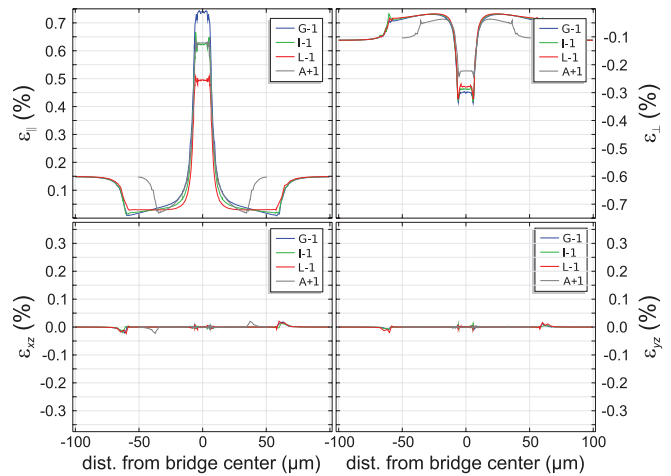 0.7
0.6
0.5
0.4
0.3
0.2
0.1
ε∥ (%)
G-1
I-1
L-1
A+1
G-1
I-1
L-1
A+1
-0.1
-0.2
-0.3
-0.4
-0.5
-0.6
-0.7
ε⊥ (%)
0.3
0.2
0.1
0.0
-0.1
-0.2
-0.3
εxz (%)
G-1
I-1
L-1
A+1
G-1
I-1
L-1
A+1
0.3
0.2
0.1
0.0
-0.1
-0.2
-0.3
εyz (%)
-100 -50 0 50
-100 -50 0 50 100
dist. from bridge center (μm)
dist. from bridge center (μm)